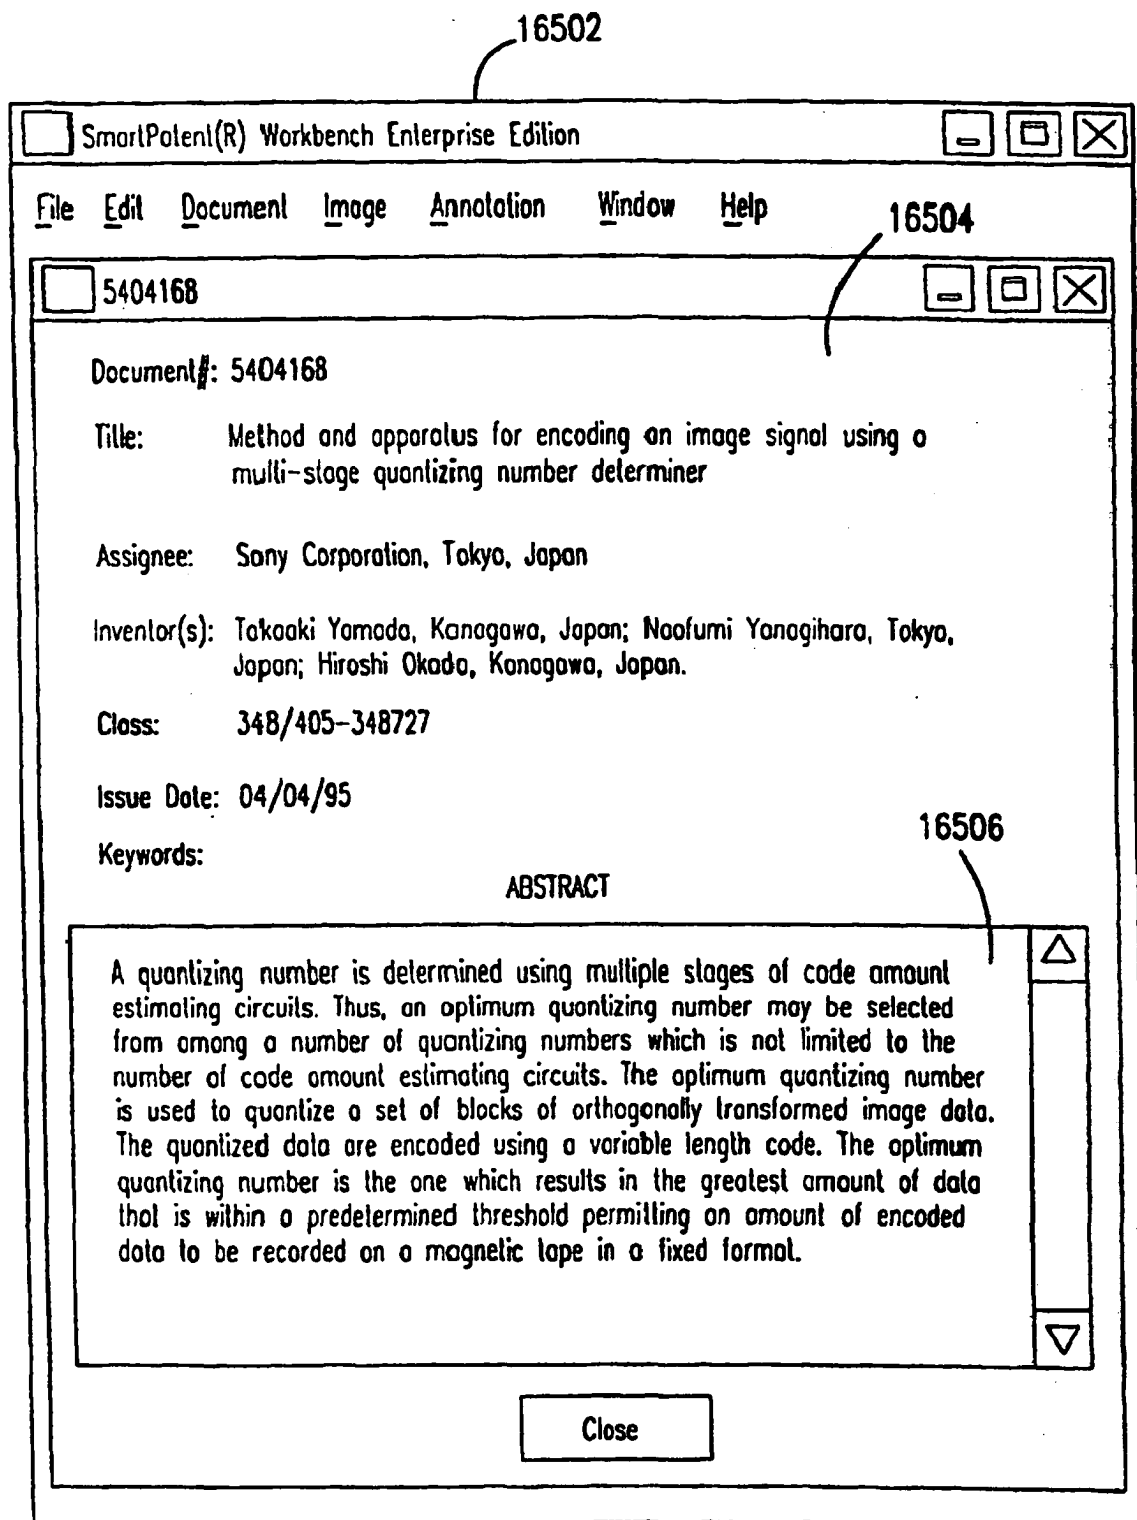 16502
SmartPatent(R) Workbench Enterprise Edition
File Edit Document Image Annotation Window Help
16504
5404168
Document#: 5404168
Title: Method and apparatus for encoding an image signal using a
multi-stage quantizing number determiner
Assignee: Sony Corporation, Tokyo, Japan
Inventor(s): Takaaki Yamada, Kanagawa, Japan; Naofumi Yanagihara, Tokyo,
Japan; Hiroshi Okada, Kanagawa, Japan.
Class: 348/405-348727
Issue Date: 04/04/95
Keywords:
16506
ABSTRACT
A quantizing number is determined using multiple stages of code amount
estimating circuits. Thus, an optimum quantizing number may be selected
from among a number of quantizing numbers which is not limited to the
number of code amount estimating circuits. The optimum quantizing number
is used to quantize a set of blocks of orthogonally transformed image data.
The quantized data are encoded using a variable length code. The optimum
quantizing number is the one which results in the greatest amount of data
that is within a predetermined threshold permitting an amount of encoded
data to be recorded on a magnetic tape in a fixed format.
Close